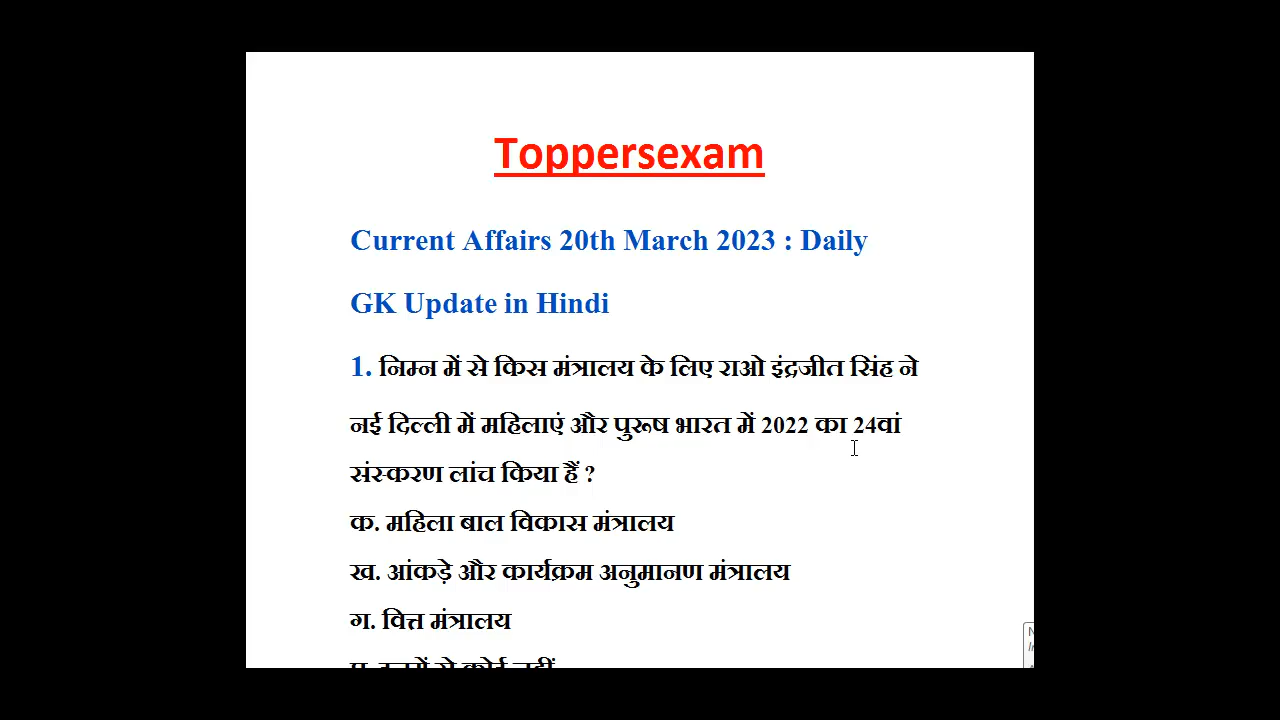 Toppersexam
Current Affairs 20th March 2023 : Daily
GK Update in Hindi
1. निम्न में से किस मंत्रालय के लिए राओ इंद्रजीत सिंह ने
नई दिल्ली में महिलाएं और पुरूष भारत में 2022 का 24वां
संस्करण लांच किया हैं ?
क. महिला बाल विकास मंत्रालय
ख. आंकड़े और कार्यक्रम अनुमानण मंत्रालय
ग. वित्त मंत्रालय